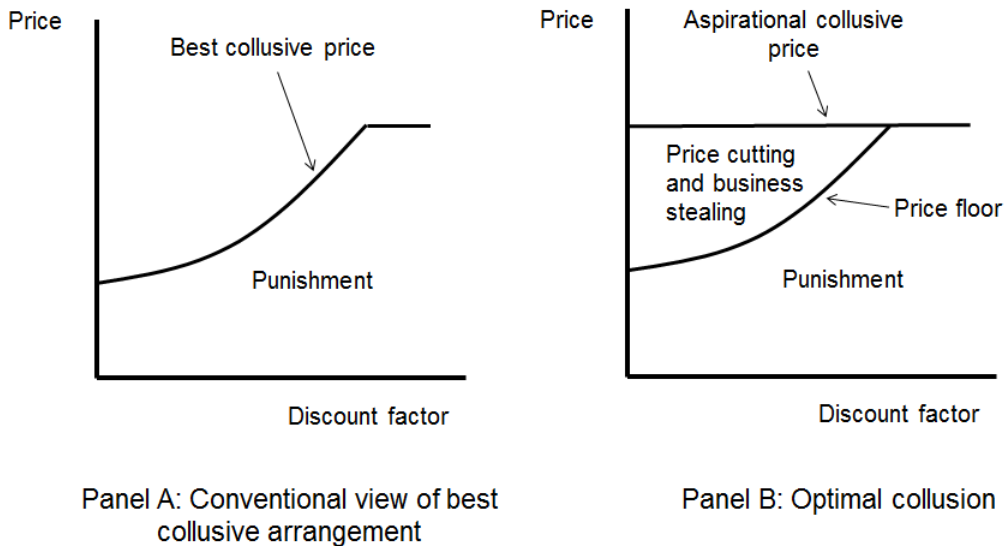 Price
Best collusive price
Punishment
Discount factor
Panel A: Conventional view of best
collusive arrangement
Price
Aspirational collusive
price
Price cutting
and business
stealing
Price floor
Punishment
Discount factor
Panel B: Optimal collusion